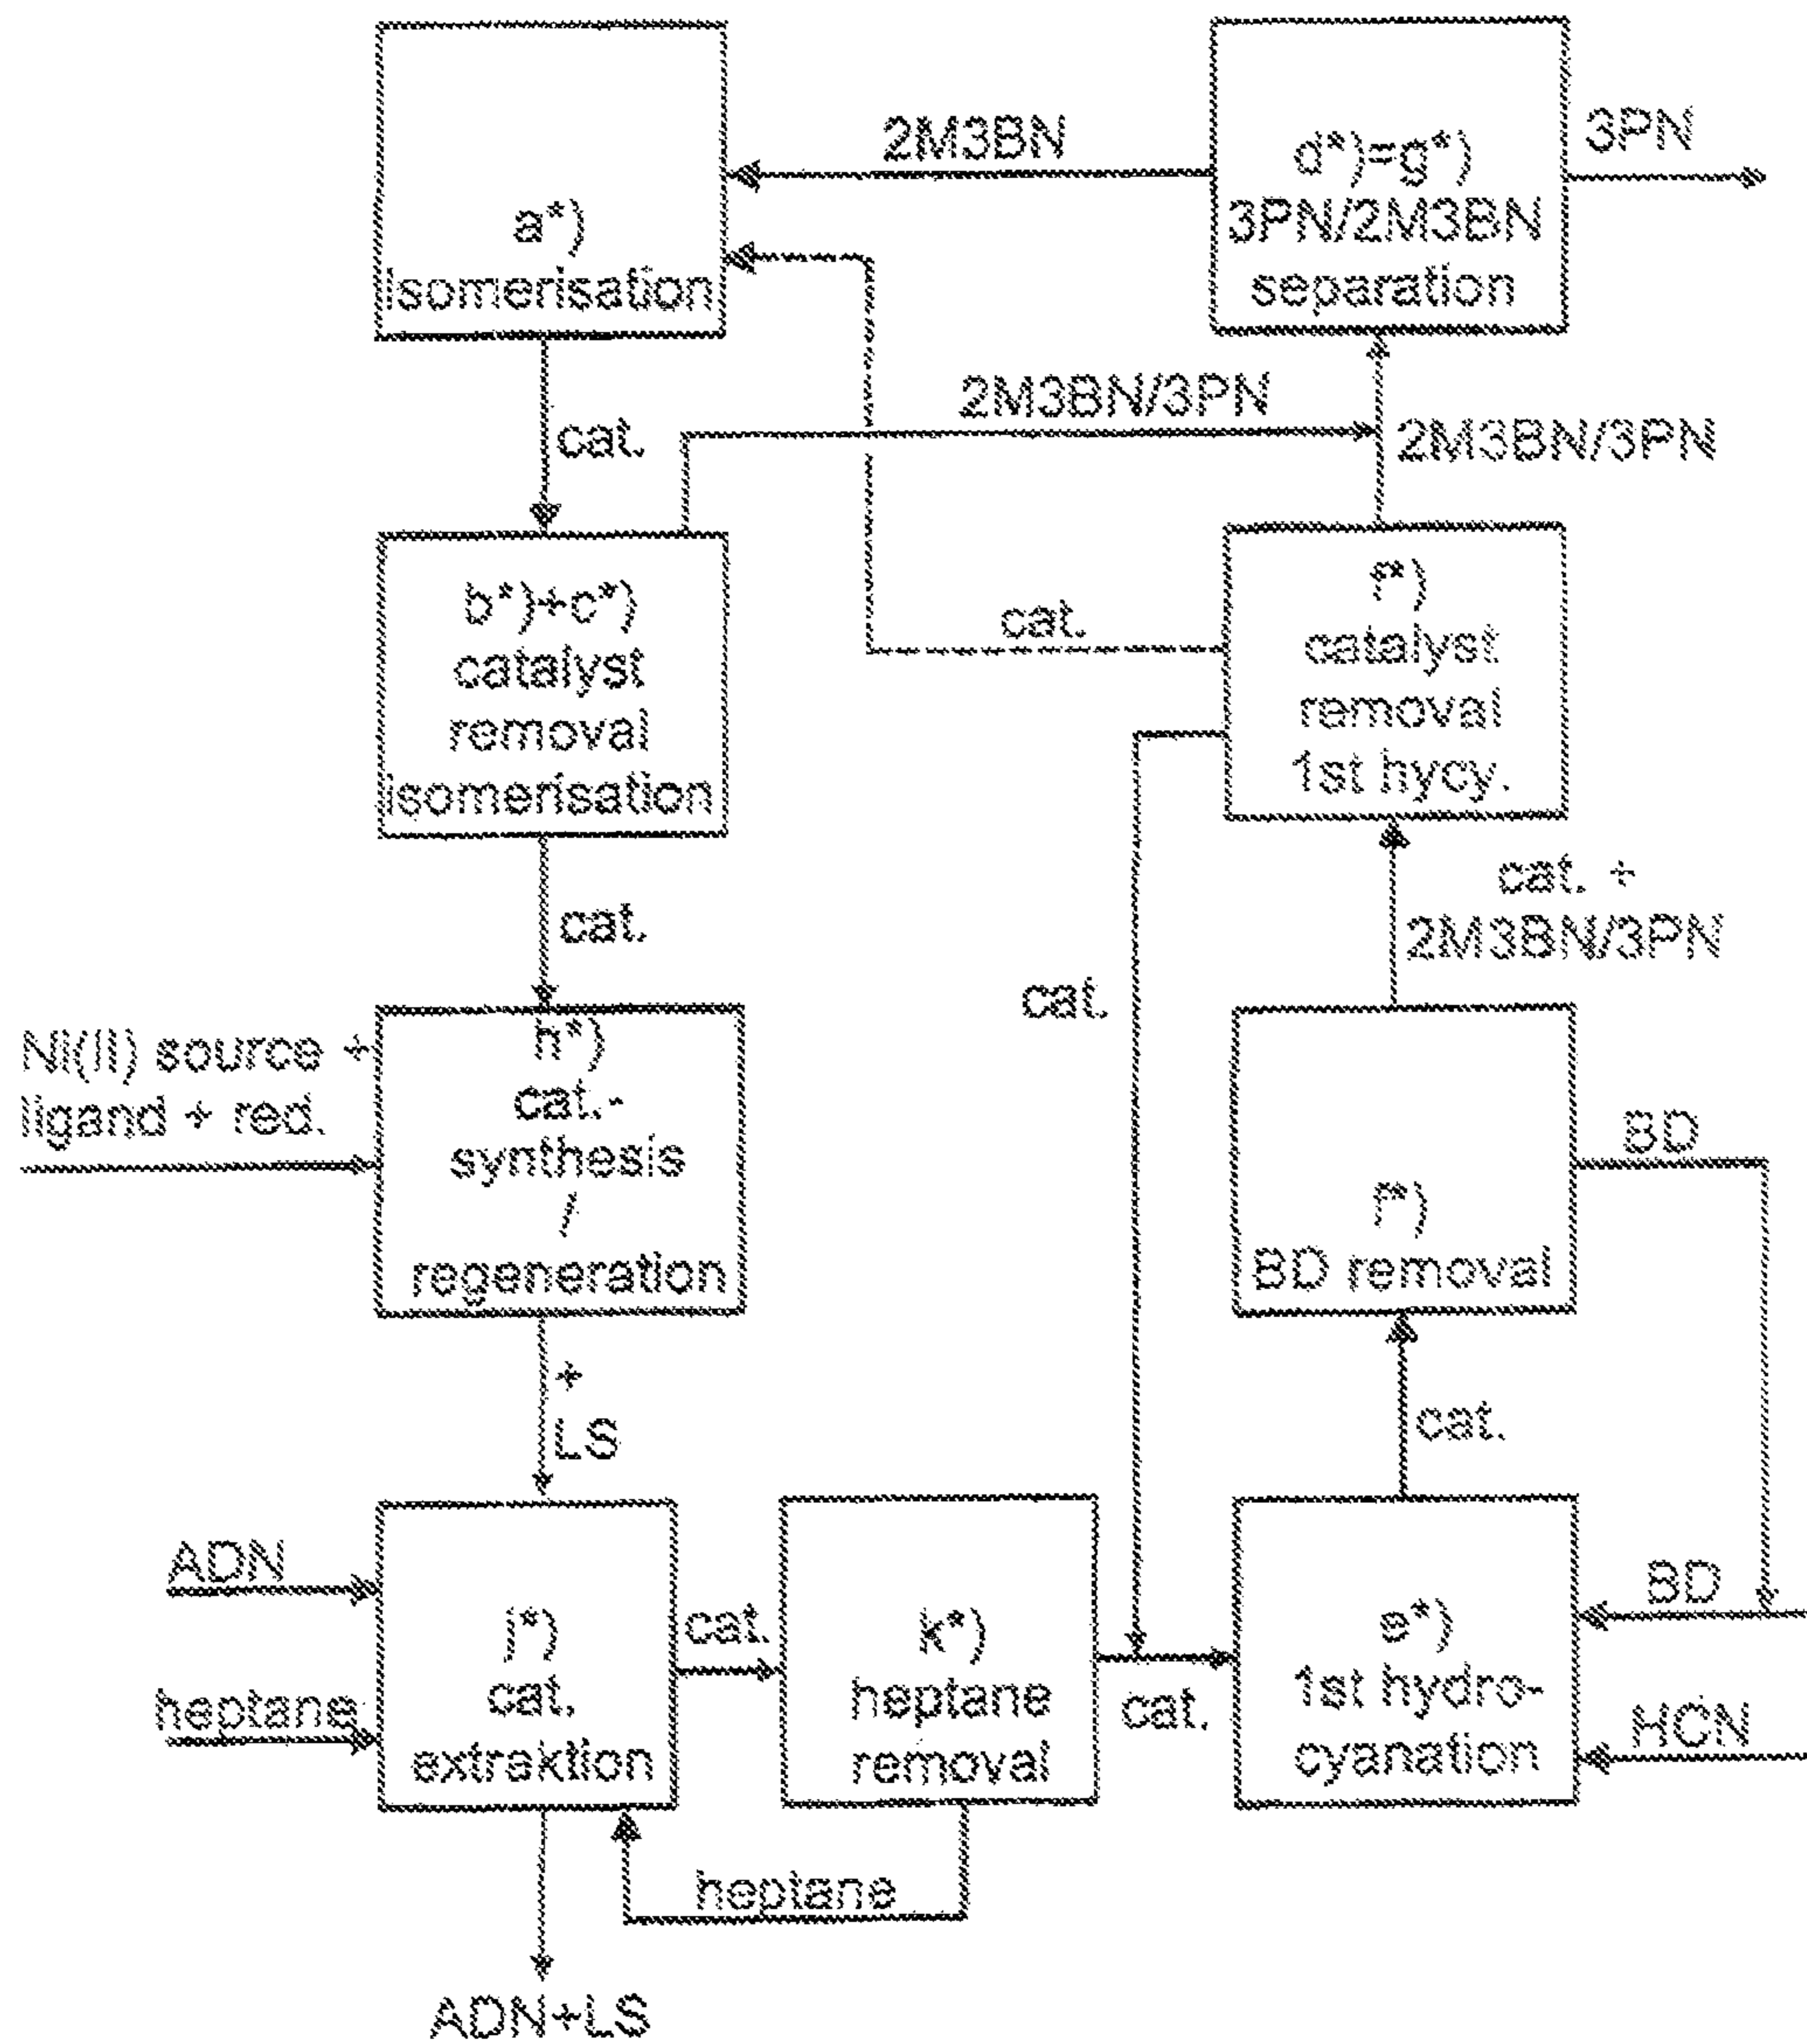 2M3BN
3PN
a*)
isomerisation
d*)=g*)
3PN/2M3BN
separation
cat.
2M3BN/3PN
2M3BN/3PN
b*)+c*)
catalyst
removal
isomerisation
cat.
f*)
catalyst
removal
1st hycy.
cat.
cat. +
2M3BN/3PN
cat.
Ni(II) source +
ligand + red.
h*)
cat.-
synthesis
/
regeneration
BD
f*)
BD removal
+
LS
cat.
ADN
heptane
j*)
cat.
extraktion
cat.
k*)
heptane
removal
cat.
e*)
1st hydro-
cyanation
BD
HCN
heptane
ADN+LS